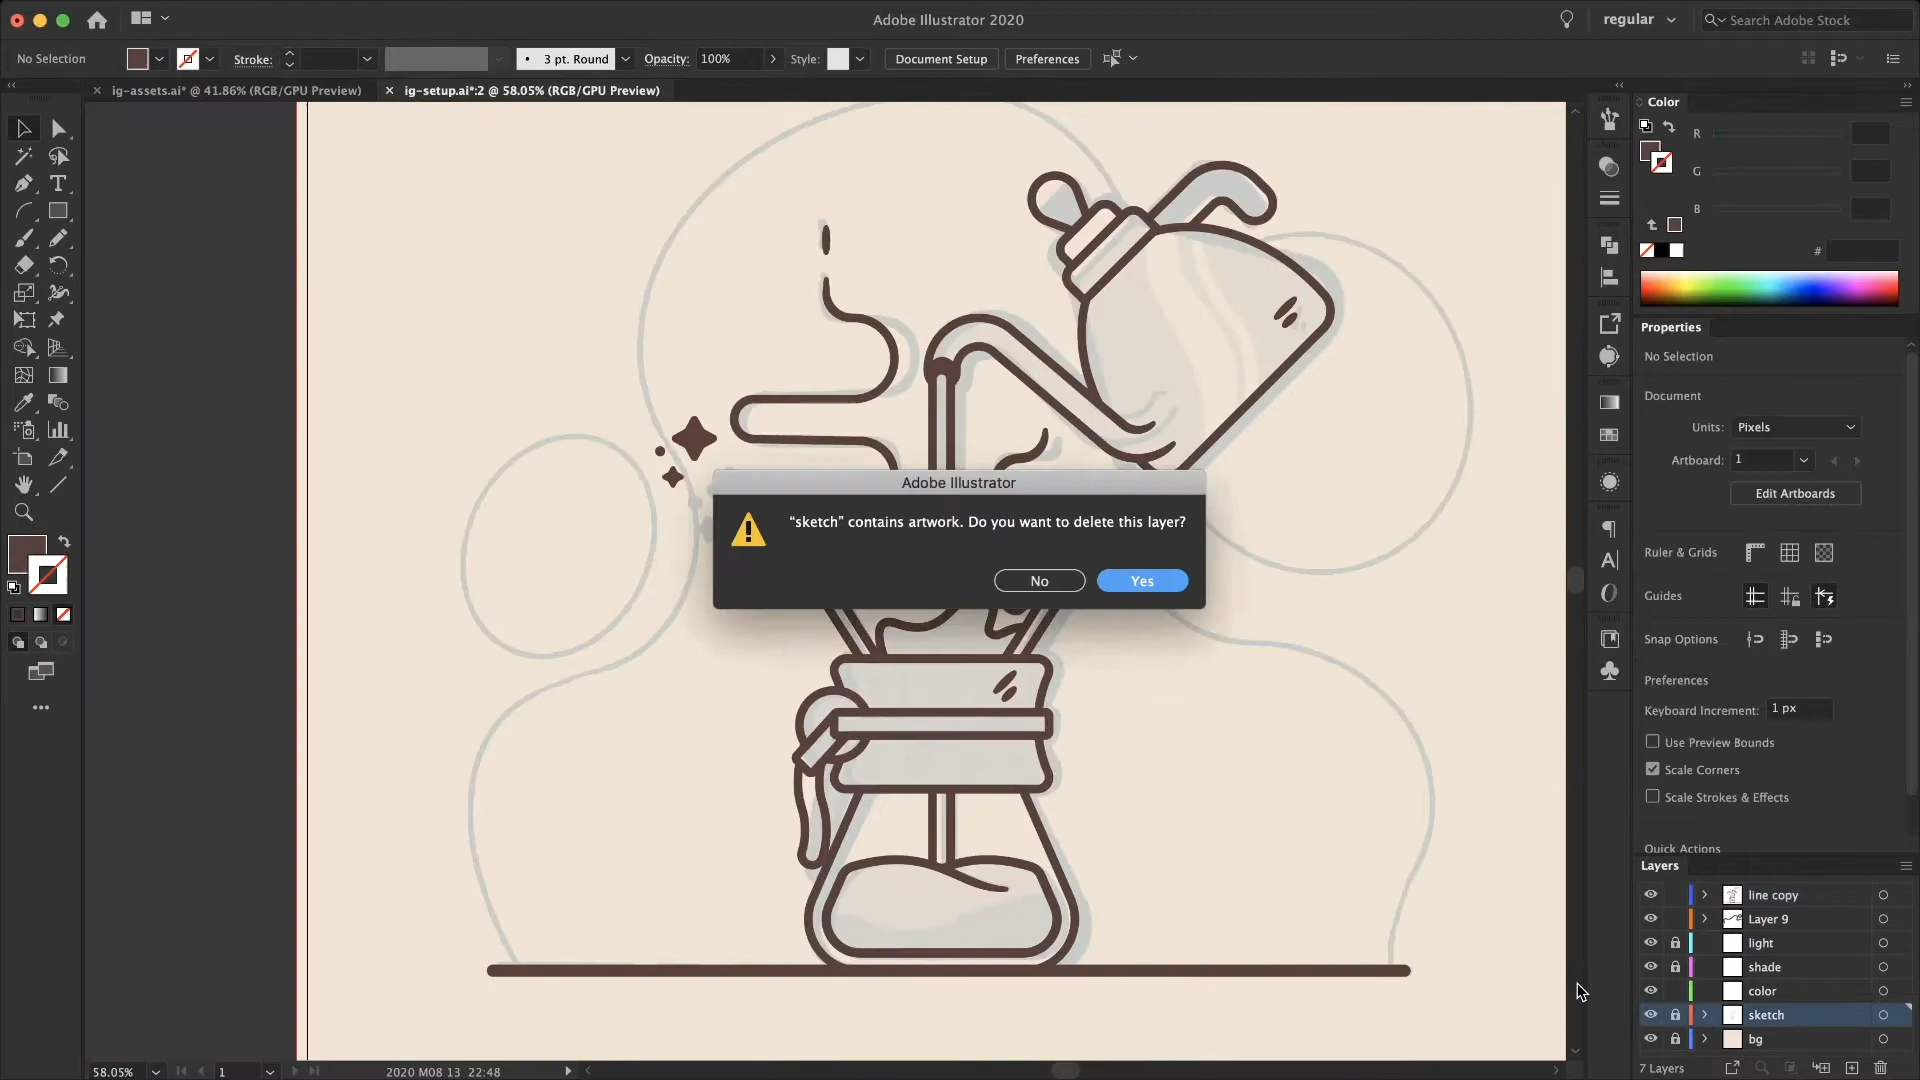 Adobe Illustrator 2020
regular
Search Adobe Stock
No Selection
Stroke:
3 pt. Round
Opacity: 100%
Style:
Document Setup
Preferences
ig-assets.ai* @ 41.86% (RGB/GPU Preview)
ig-setup.ai*:2 @ 58.05% (RGB/GPU Preview)
Color
R
G
B
#
Properties
No Selection
Document
Units: Pixels
Artboard: 1
Edit Artboards
Ruler & Grids
Guides
Snap Options
Preferences
Keyboard Increment: 1 px
Use Preview Bounds
Scale Corners
Scale Strokes & Effects
Quick Actions
Adobe Illustrator
“sketch” contains artwork. Do you want to delete this layer?
No
Yes
Layers
line copy
Layer 9
light
shade
color
sketch
bg
7 Layers
58.05%
1
2020 M08 13 22:48